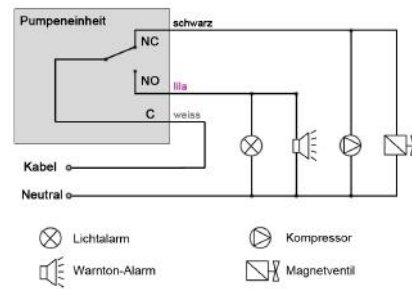 Pumpeneinheit
schwarz
NC
NO
lila
C
weiss
Kabel
Neutral
Lichtalarm
Kompressor
Warnton-Alarm
Magnetventil